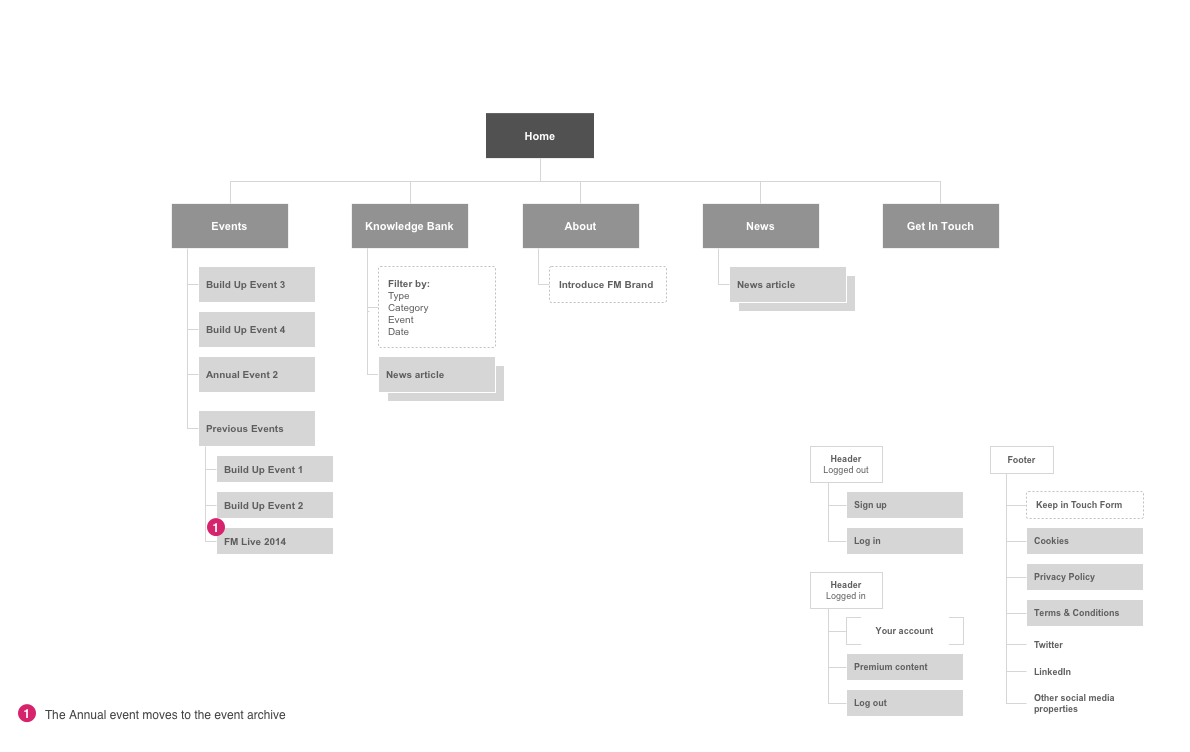 Home
Events
Knowledge Bank
About
News
Get In Touch
Build Up Event 3
Build Up Event 4
Annual Event 2
Previous Events
Build Up Event 1
Build Up Event 2
1
FM Live 2014
Filter by:
Type
Category
Event
Date
News article
Introduce FM Brand
News article
Header
Logged out
Sign up
Log in
Header
Logged in
Your account
Premium content
Log out
Footer
Keep in Touch Form
Cookies
Privacy Policy
Terms & Conditions
Twitter
LinkedIn
Other social media
properties
1 The Annual event moves to the event archive